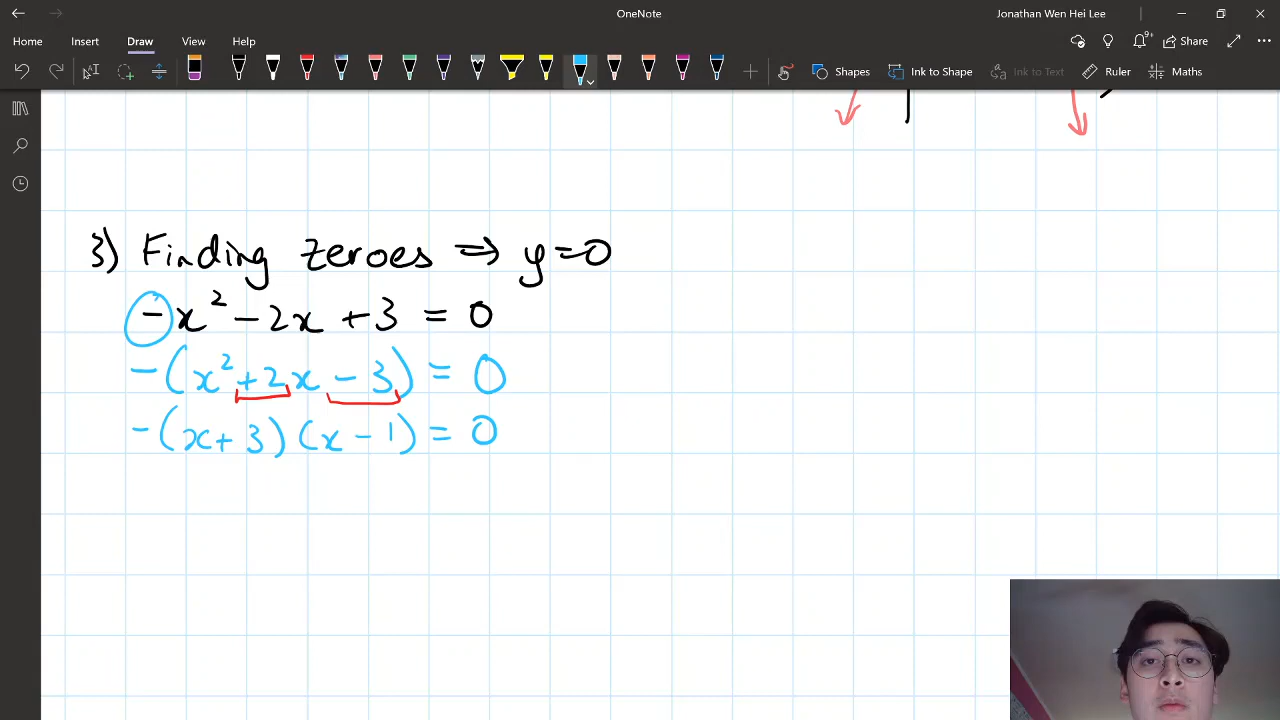 OneNote
Jonathan Wen Hei Lee
Home Insert Draw View Help
9+ Share
Shapes Ink to Shape Ink to Text Ruler Maths
3) Finding zeroes ⇒ y=0
-x² - 2x + 3 = 0
-(x² + 2x - 3) = 0
-(x+3)(x-1) = 0